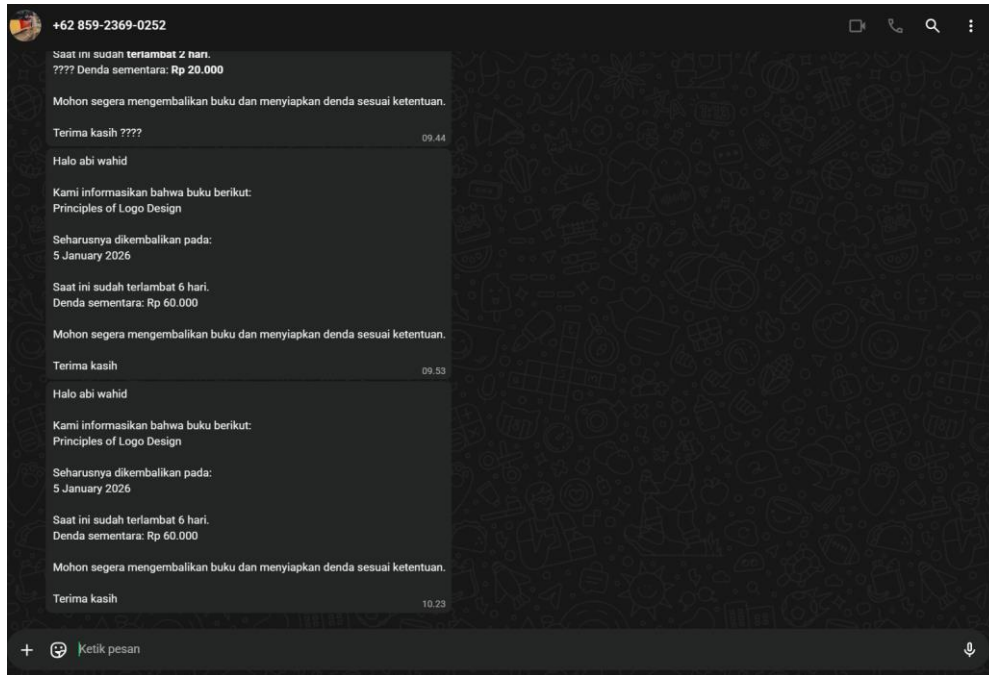 +62 859-2369-0252
Saat ini sudah terlambat 2 hari.
???? Denda sementara: Rp 20.000
Mohon segera mengembalikan buku dan menyiapkan denda sesuai ketentuan.
Terima kasih ????
09.44
Halo abi wahid
Kami informasikan bahwa buku berikut:
Principles of Logo Design
Seharusnya dikembalikan pada:
5 January 2026
Saat ini sudah terlambat 6 hari.
Denda sementara: Rp 60.000
Mohon segera mengembalikan buku dan menyiapkan denda sesuai ketentuan.
Terima kasih
09.53
Halo abi wahid
Kami informasikan bahwa buku berikut:
Principles of Logo Design
Seharusnya dikembalikan pada:
5 January 2026
Saat ini sudah terlambat 6 hari.
Denda sementara: Rp 60.000
Mohon segera mengembalikan buku dan menyiapkan denda sesuai ketentuan.
Terima kasih
10.23
Ketik pesan